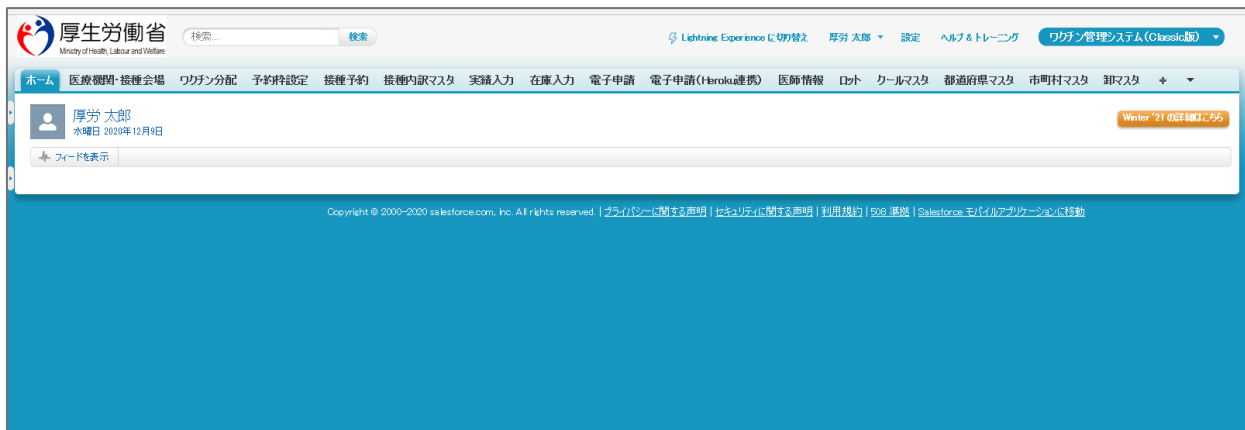 厚生労働省
Ministry of Health, Labour and Welfare
検索...
検索
Lightning Experience に切り替え
厚労 太郎
設定
ヘルプ & トレーニング
ワクチン管理システム(Classic版)
ホーム 医療機関・接種会場 ワクチン分配 予約枠設定 接種予約 接種内訳マスタ 実績入力 在庫入力 電子申請 電子申請(Heroku連携) 医師情報 ロット クールマスタ 都道府県マスタ 市町村マスタ 卸マスタ +
厚労 太郎
水曜日 2020年12月9日
Winter '21 の詳細はこちら
フィードを表示
Copyright © 2000-2020 salesforce.com, inc. All rights reserved. | プライバシーに関する声明 | セキュリティに関する声明 | 利用規約 | 508 準拠 | Salesforce モバイルアプリケーションに移動